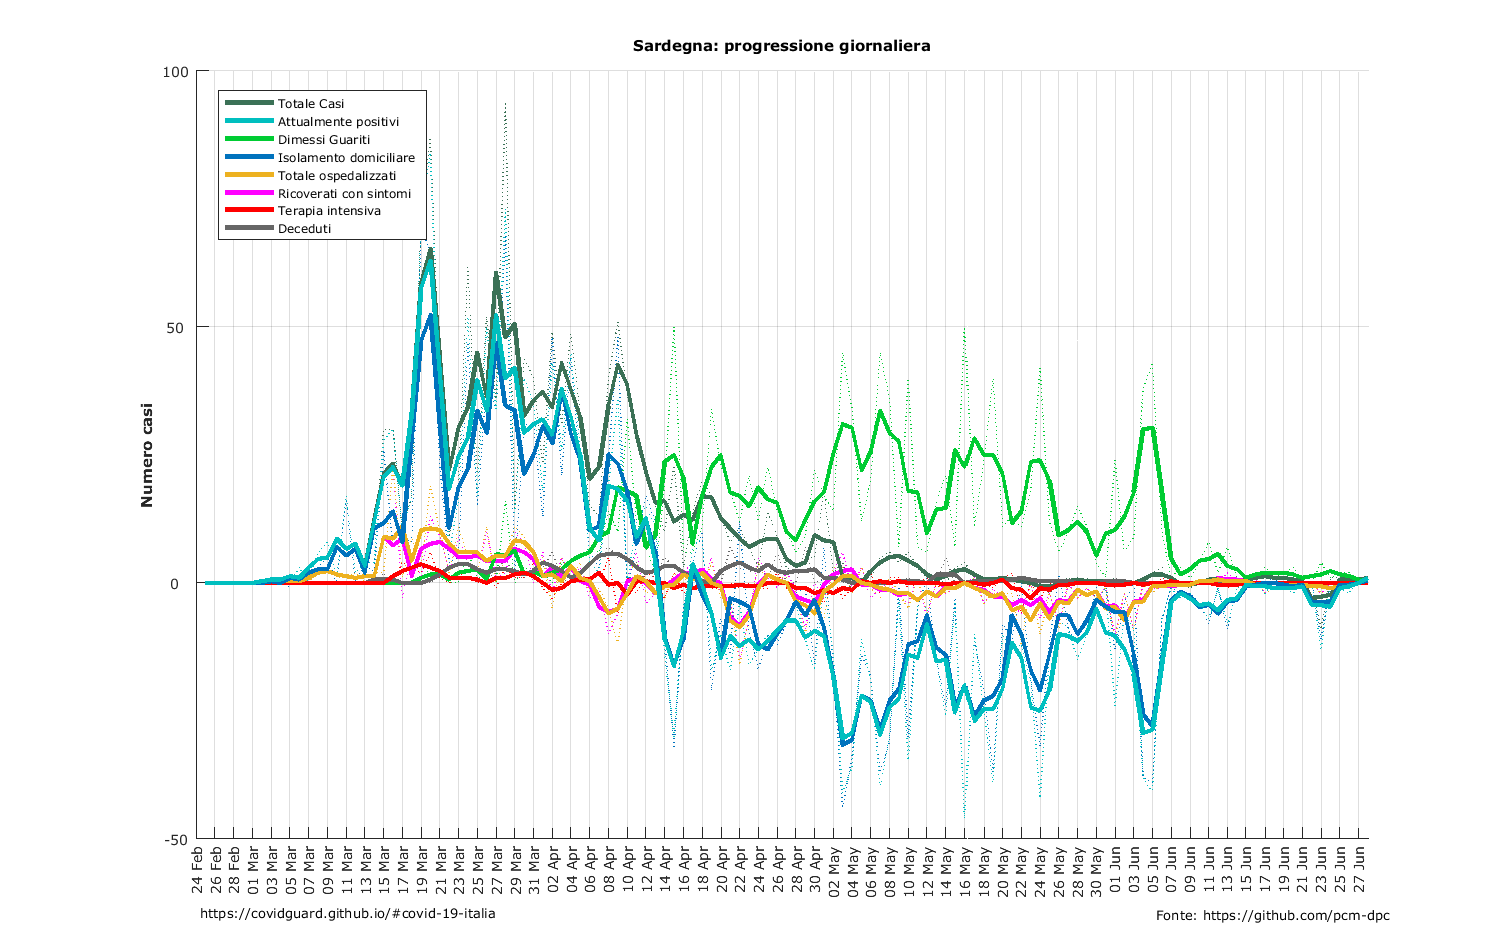 Sardegna: progressione giornaliera
Numero casi
100
50
0
-50
Totale Casi
Attualmente positivi
Dimessi Guariti
Isolamento domiciliare
Totale ospedalizzati
Ricoverati con sintomi
Terapia intensiva
Deceduti
24 Feb
26 Feb
28 Feb
01 Mar
03 Mar
05 Mar
07 Mar
09 Mar
11 Mar
13 Mar
15 Mar
17 Mar
19 Mar
21 Mar
23 Mar
25 Mar
27 Mar
29 Mar
31 Mar
02 Apr
04 Apr
06 Apr
08 Apr
10 Apr
12 Apr
14 Apr
16 Apr
18 Apr
20 Apr
22 Apr
24 Apr
26 Apr
28 Apr
30 Apr
02 May
04 May
06 May
08 May
10 May
12 May
14 May
16 May
18 May
20 May
22 May
24 May
26 May
28 May
30 May
01 Jun
03 Jun
05 Jun
07 Jun
09 Jun
11 Jun
13 Jun
15 Jun
17 Jun
19 Jun
21 Jun
23 Jun
25 Jun
27 Jun
https://covidguard.github.io/#covid-19-italia
Fonte: https://github.com/pcm-dpc